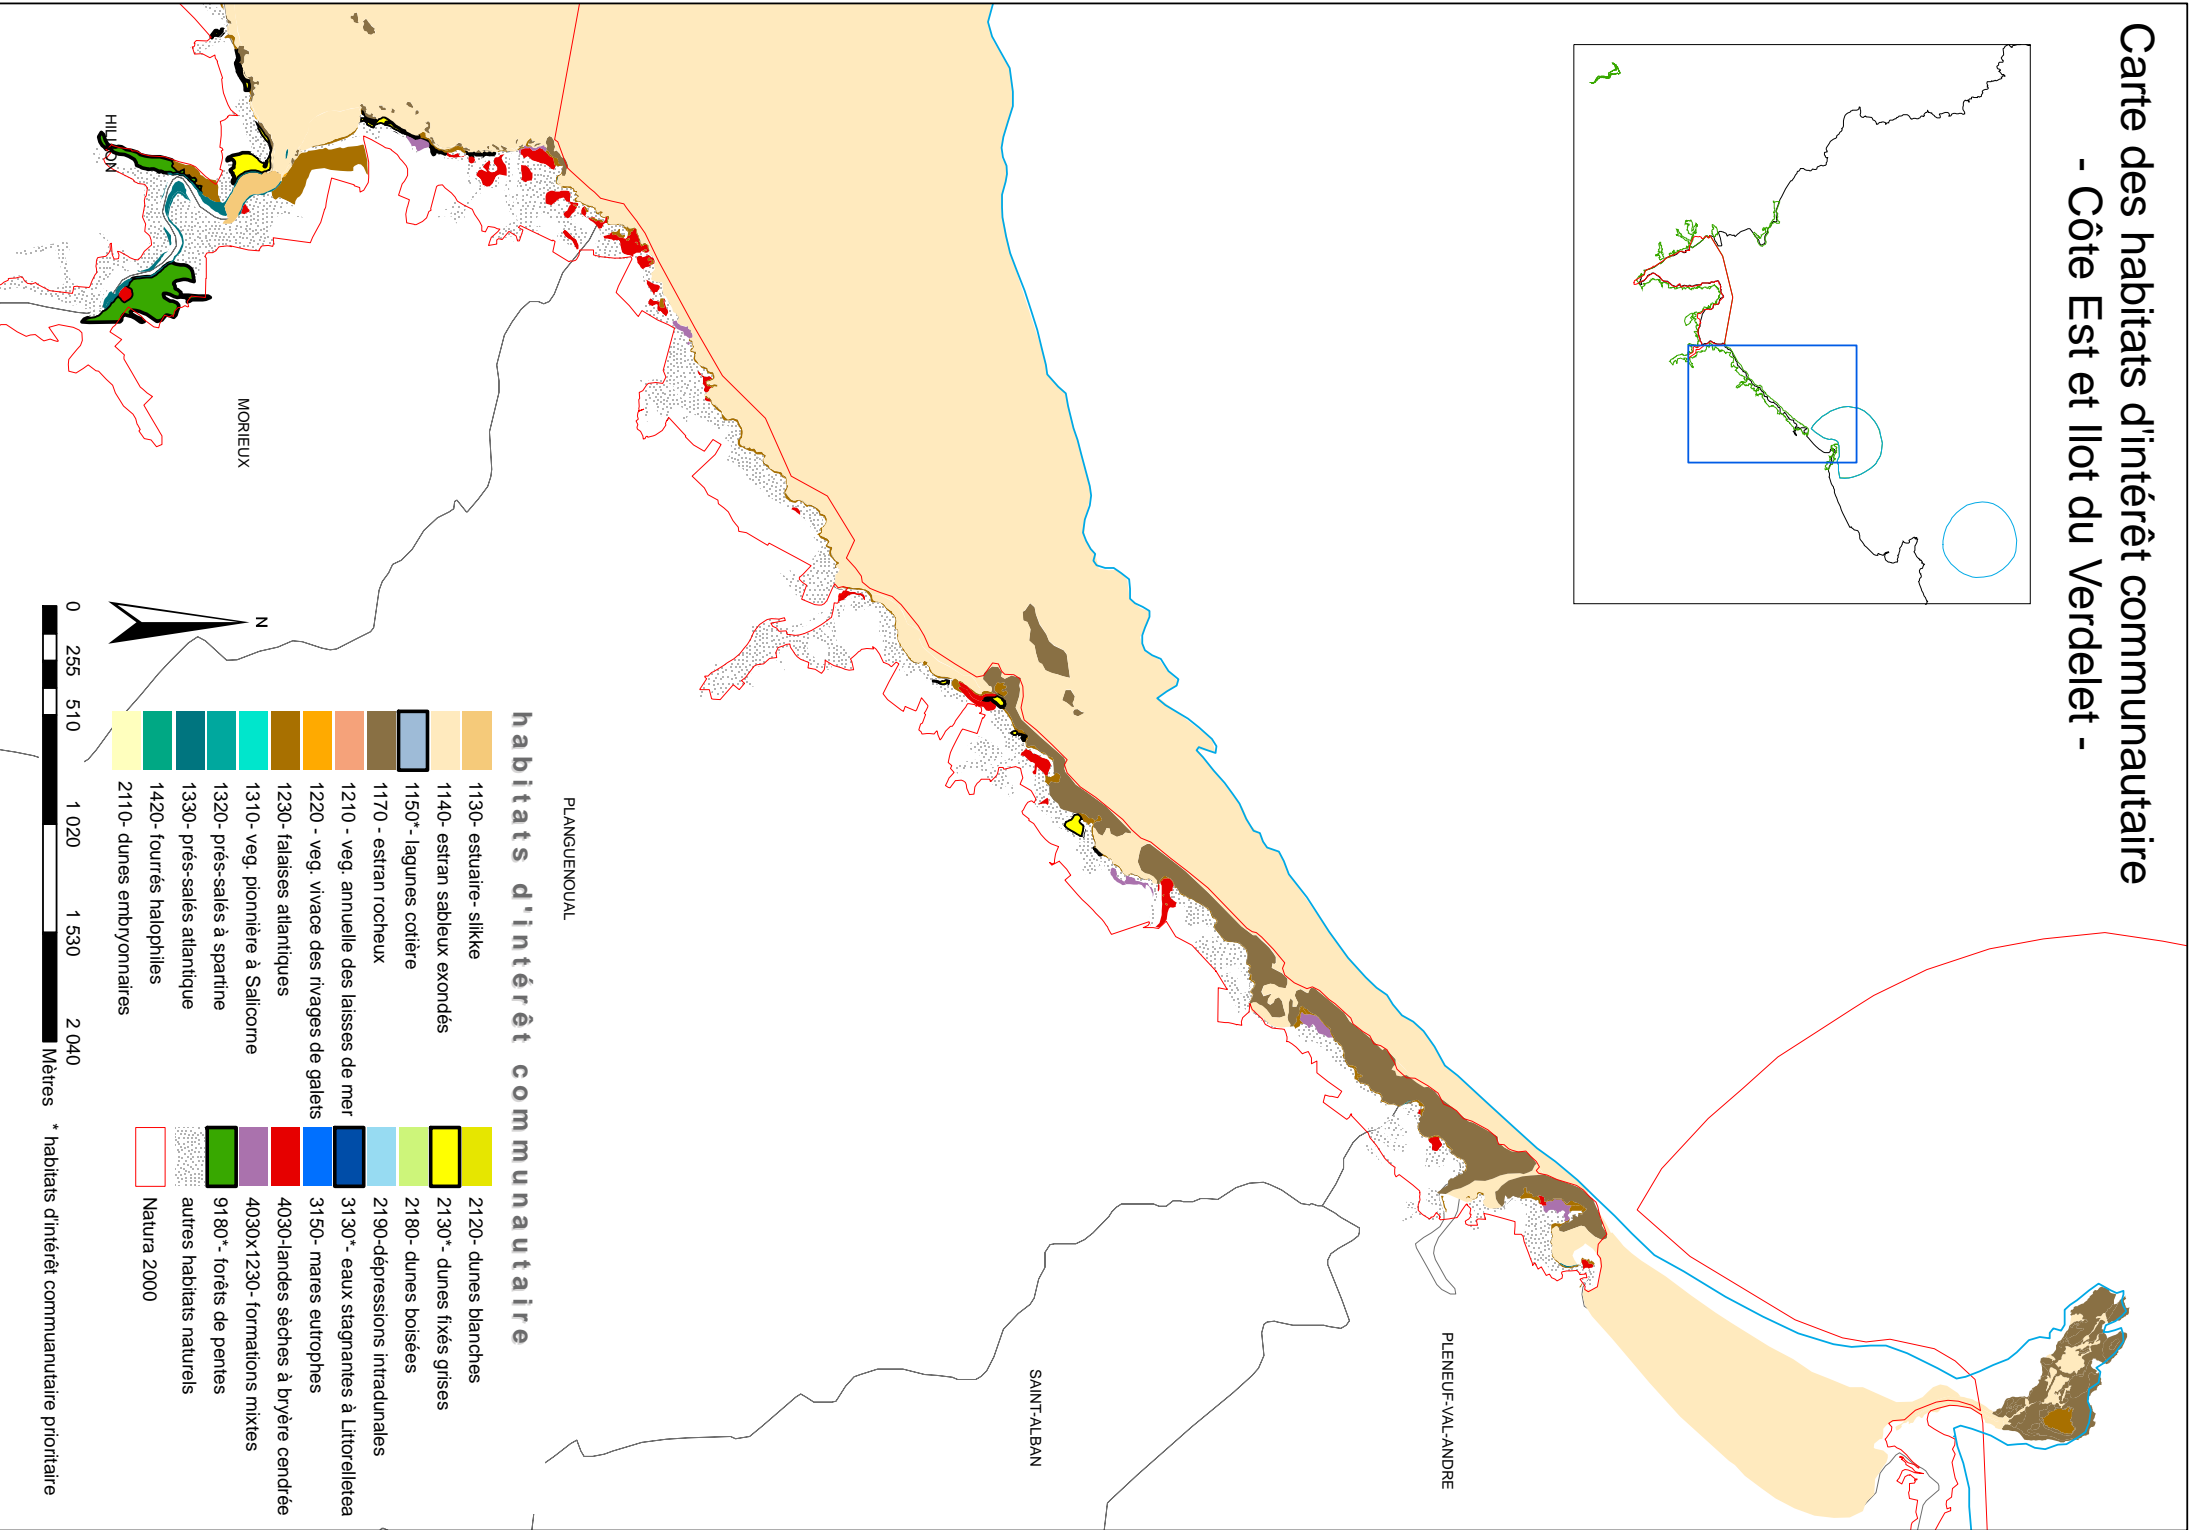 Carte des habitats d'intérêt communautaire
- Côte Est et Ilot du Verdelet -
HILLION
MORIEUX
PLANGUENOUAL
SAINT-ALBAN
PLENEUF-VAL-ANDRE
N
habitats d'intérêt communautaire
1130- estuaire- slikke
1140- estran sableux exondés
1150*- lagunes cotière
1170 - estran rocheux
1210 - veg. annuelle des laisses de mer
1220 - veg. vivace des rivages de galets
1230- falaises atlantiques
1310- veg. pionnière à Salicorne
1320- prés-salés à spartine
1330- prés-salés atlantique
1420- fourrés halophiles
2110- dunes embryonnaires
2120- dunes blanches
2130*- dunes fixés grises
2180- dunes boisées
2190-dépressions intradunales
3130*- eaux stagnantes à Littorelletea
3150- mares eutrophes
4030-landes sèches à bryère cendrée
4030x1230- formations mixtes
9180*- forêts de pentes
autres habitats naturels
Natura 2000
0 255 510 1 020 1 530 2 040
Mètres
* habitats d'intérêt commuanutaire prioritaire